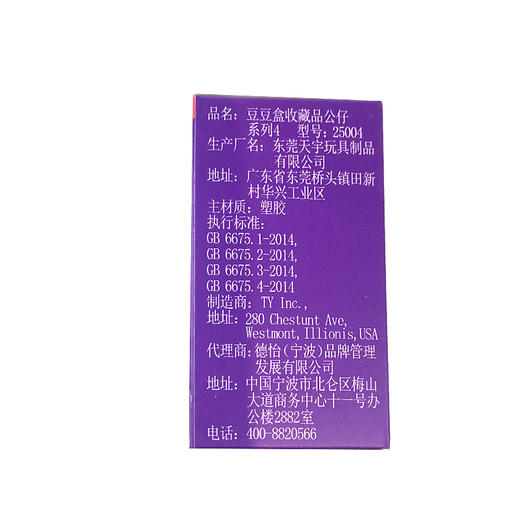 品名：豆豆盒收藏品公仔
系列4 型号：25004
生产厂名：东莞天宇玩具制品
有限公司
地址：广东省东莞桥头镇田新
村华兴工业区
主材质：塑胶
执行标准：
GB 6675.1-2014,
GB 6675.2-2014,
GB 6675.3-2014,
GB 6675.4-2014
制造商：TY Inc.,
地址：280 Chestunt Ave,
Westmont,Illionis,USA
代理商：德怡（宁波）品牌管理
发展有限公司
地址：中国宁波市北仑区梅山
大道商务中心十一号办
公楼2882室
电话：400-8820566